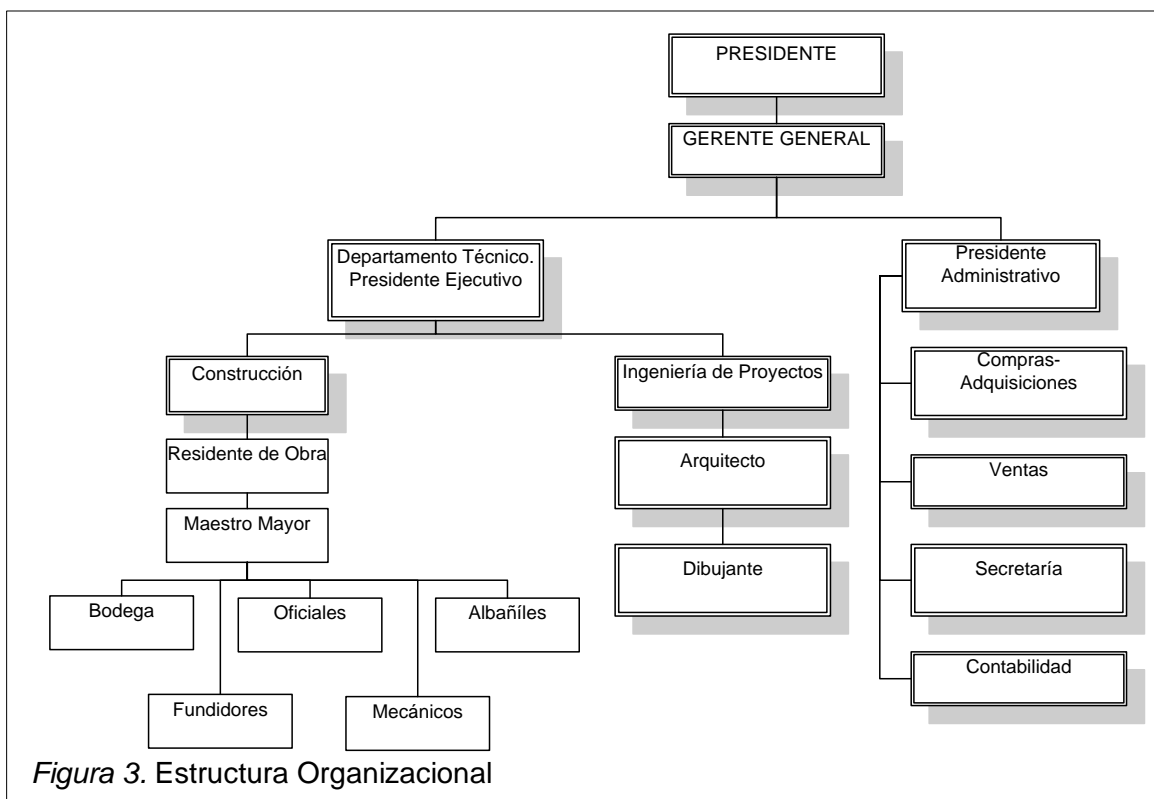 PRESIDENTE
GERENTE GENERAL
Departamento Técnico.
Presidente Ejecutivo
Presidente
Administrativo
Construcción
Ingeniería de Proyectos
Compras-
Adquisiciones
Residente de Obra
Arquitecto
Ventas
Maestro Mayor
Dibujante
Secretaría
Bodega
Oficiales
Albañíles
Contabilidad
Fundidores
Mecánicos
Figura 3. Estructura Organizacional